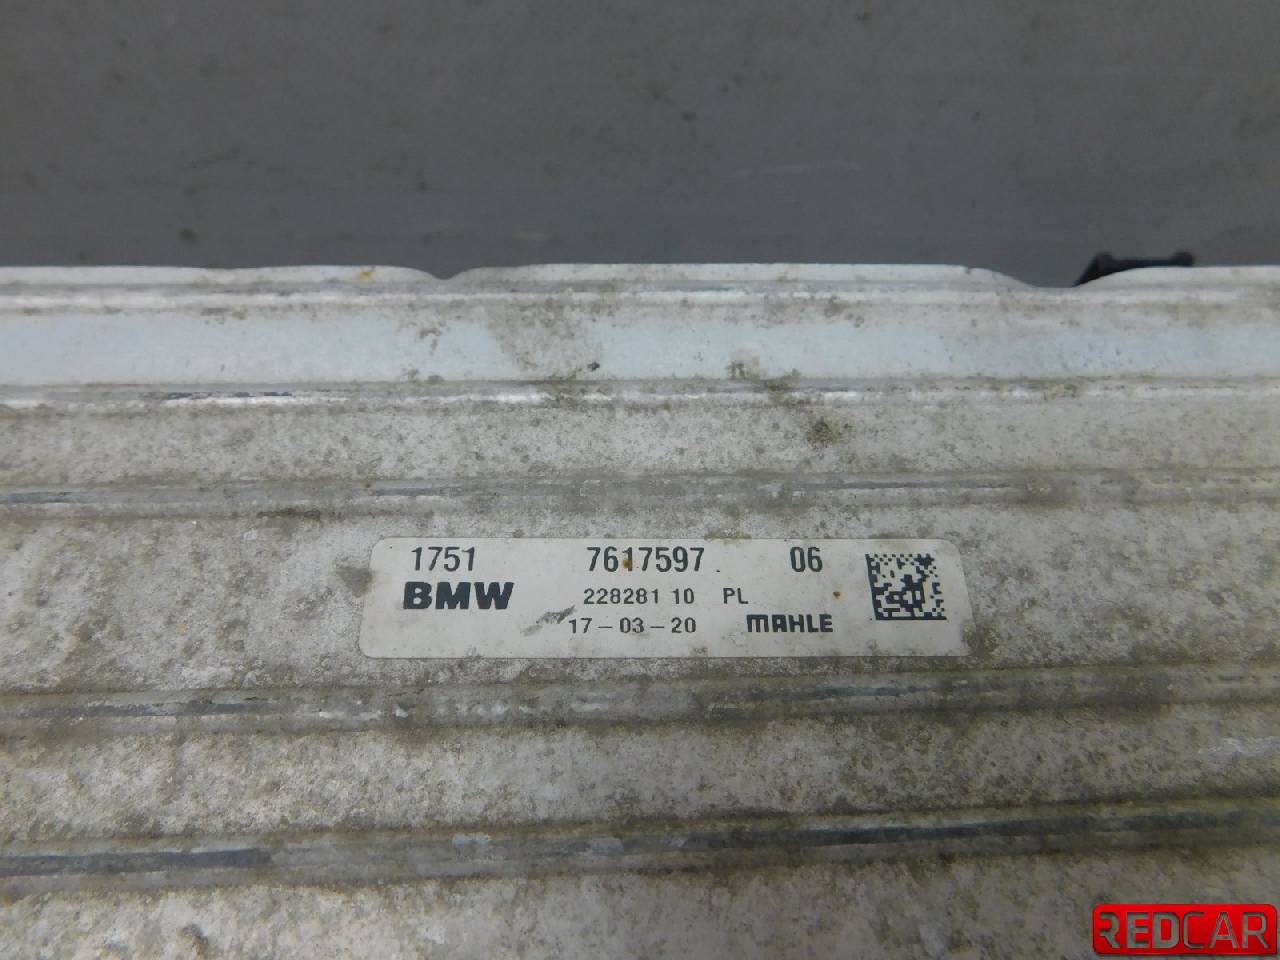 1751 7617597 06
BMW 228281 10 PL
17-03-20 MAHLE
REDCAR